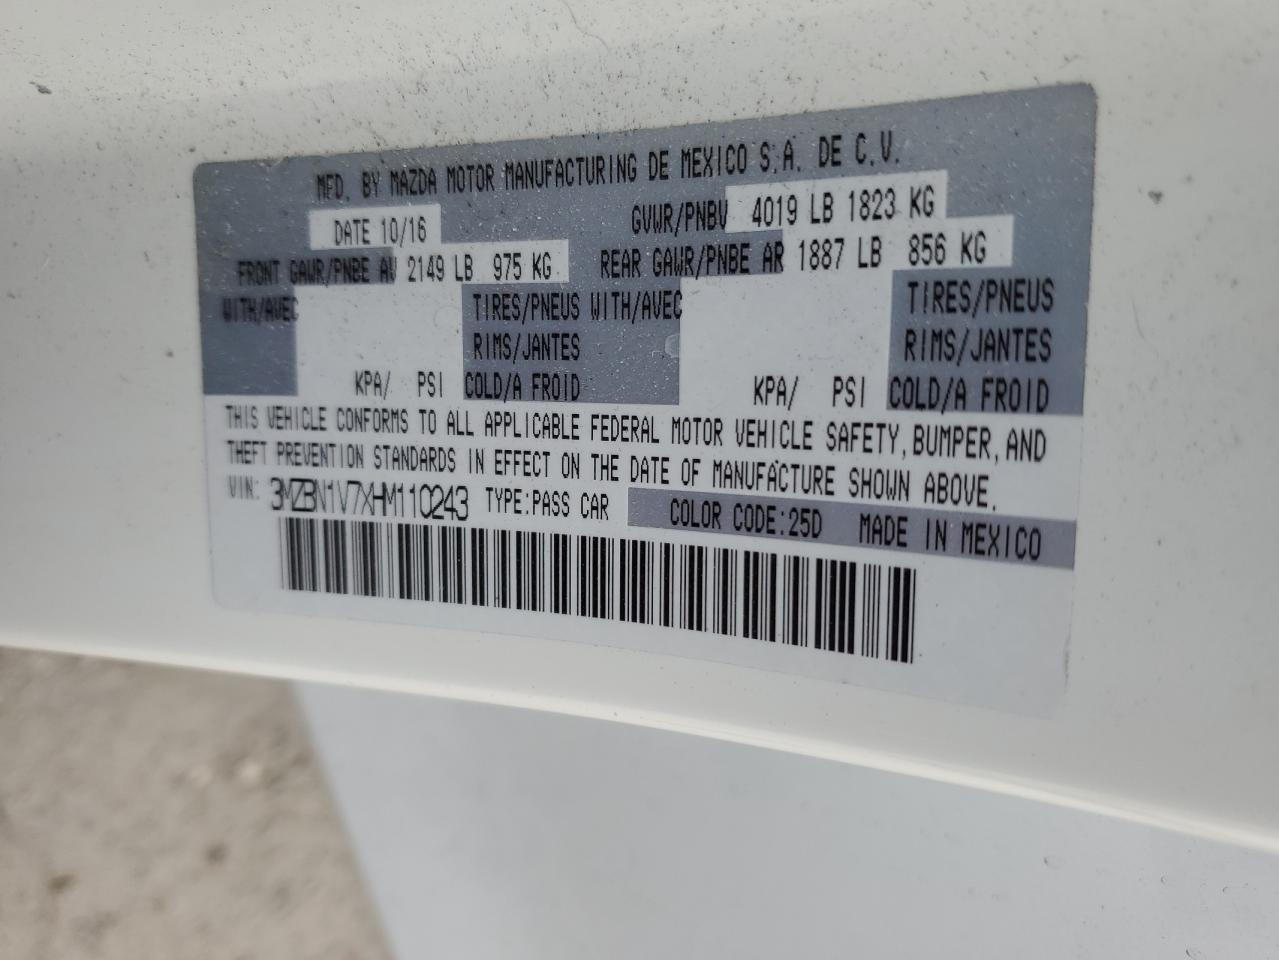 MFD. BY MAZDA MOTOR MANUFACTURING DE MEXICO S.A. DE C.V.
DATE 10/16 GVWR/PNBV 4019 LB 1823 KG
FRONT GAWR/PNBE AV 2149 LB 975 KG REAR GAWR/PNBE AR 1887 LB 856 KG
WITH/AVEC TIRES/PNEUS WITH/AVEC TIRES/PNEUS
RIMS/JANTES RIMS/JANTES
KPA/ PSI COLD/A FROID KPA/ PSI COLD/A FROID
THIS VEHICLE CONFORMS TO ALL APPLICABLE FEDERAL MOTOR VEHICLE SAFETY, BUMPER, AND
THEFT PREVENTION STANDARDS IN EFFECT ON THE DATE OF MANUFACTURE SHOWN ABOVE.
VIN: 3MZBN1V7XHM110243 TYPE:PASS CAR COLOR CODE:25D MADE IN MEXICO